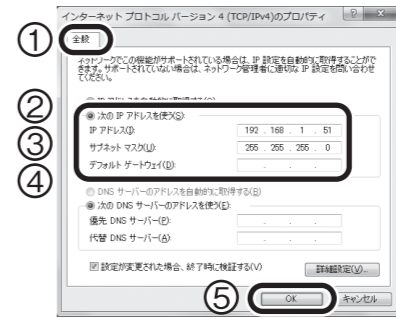 インターネット プロトコル バージョン 4 (TCP/IPv4)のプロパティ
①
全般
ネットワークでこの機能がサポートされている場合は、IP 設定を自動的に取得することがで
きます。サポートされていない場合は、ネットワーク管理者に適切な IP 設定を問い合わせ
てください。
②
次の IP アドレスを使う(S):
③
IP アドレス(I): 192 . 168 . 1 . 51
サブネット マスク(U): 255 . 255 . 255 . 0
④
デフォルト ゲートウェイ(D):
DNS サーバーのアドレスを自動的に取得する(B)
次の DNS サーバーのアドレスを使う(E):
優先 DNS サーバー(P):
代替 DNS サーバー(A):
設定が変更された場合、終了時に検証する(V)
詳細設定(V)...
⑤
OK
キャンセル